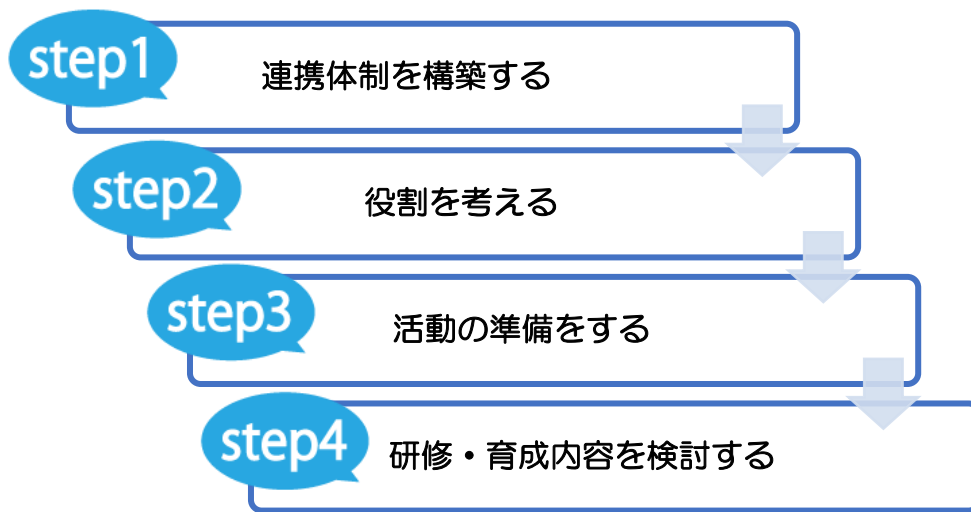 step1
連携体制を構築する
step2
役割を考える
step3
活動の準備をする
step4
研修・育成内容を検討する